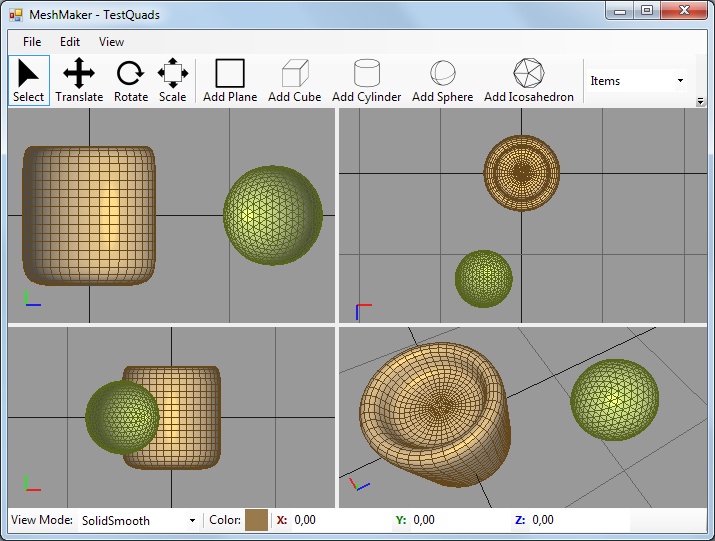 MeshMaker - TestQuads
File Edit View
Select Translate Rotate Scale Add Plane Add Cube Add Cylinder Add Sphere Add Icosahedron Items
View Mode: SolidSmooth Color: X: 0,00 Y: 0,00 Z: 0,00